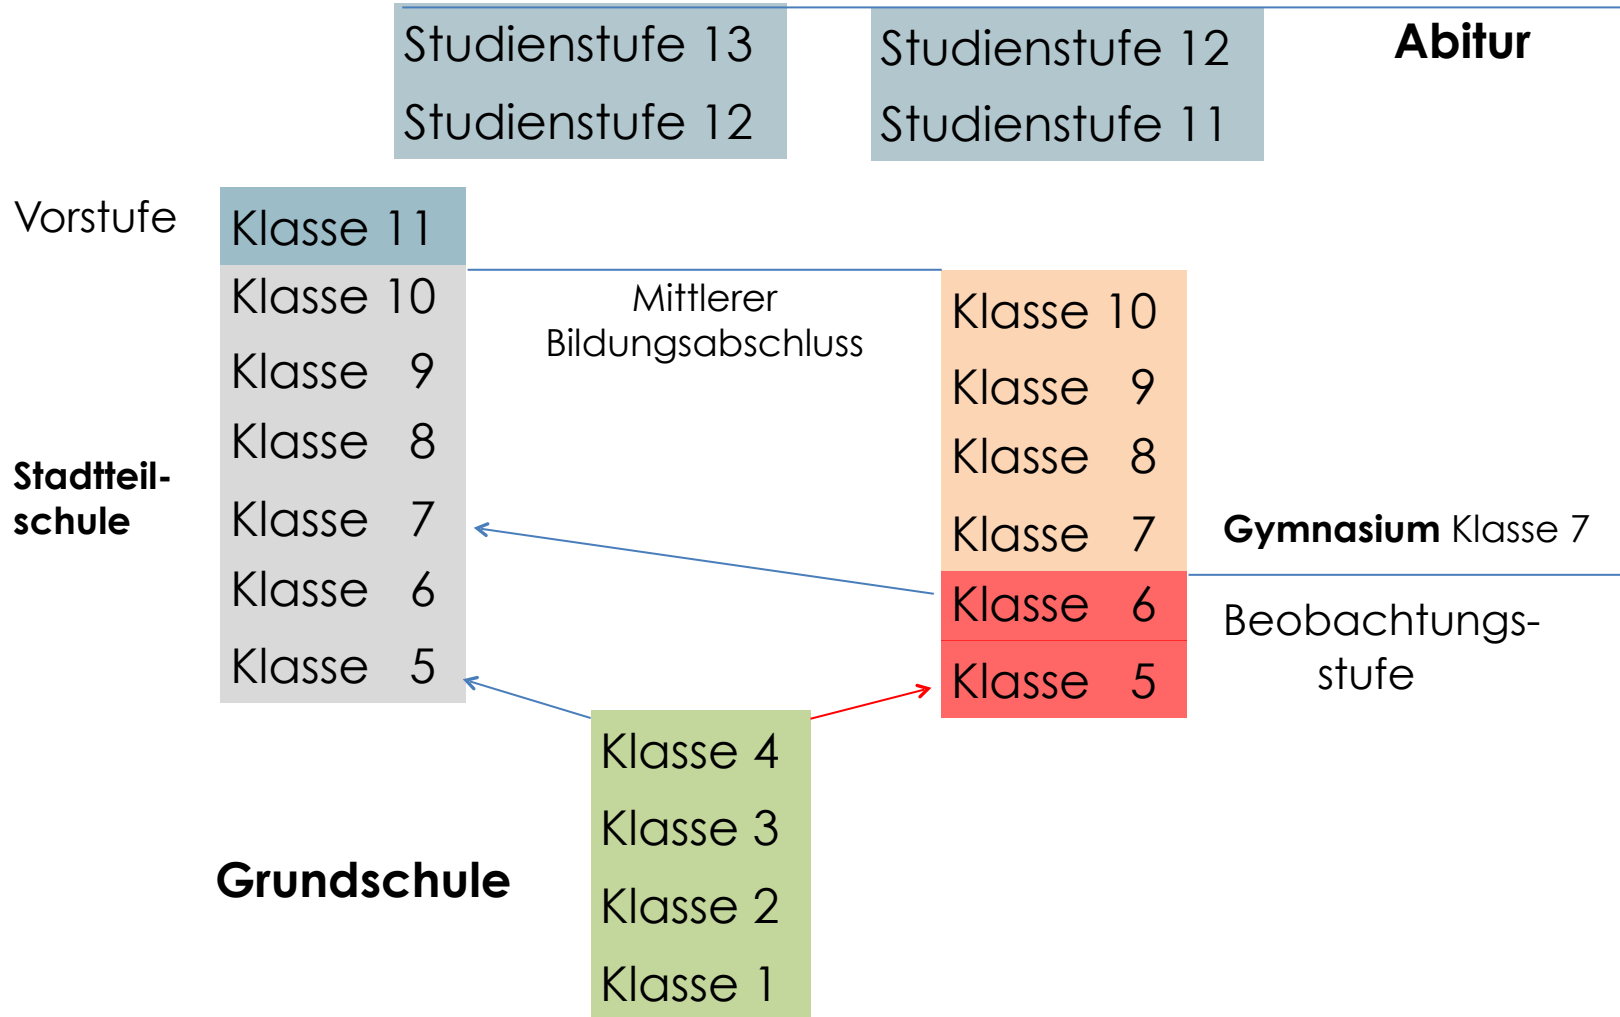 Studienstufe 13
Studienstufe 12
Studienstufe 12
Studienstufe 11
Abitur
Vorstufe
Klasse 11
Klasse 10
Klasse 9
Klasse 8
Klasse 7
Klasse 6
Klasse 5
Stadtteil-
schule
Mittlerer
Bildungsabschluss
Klasse 10
Klasse 9
Klasse 8
Klasse 7
Klasse 6
Klasse 5
Gymnasium Klasse 7
Beobachtungs-
stufe
Klasse 4
Klasse 3
Klasse 2
Klasse 1
Grundschule